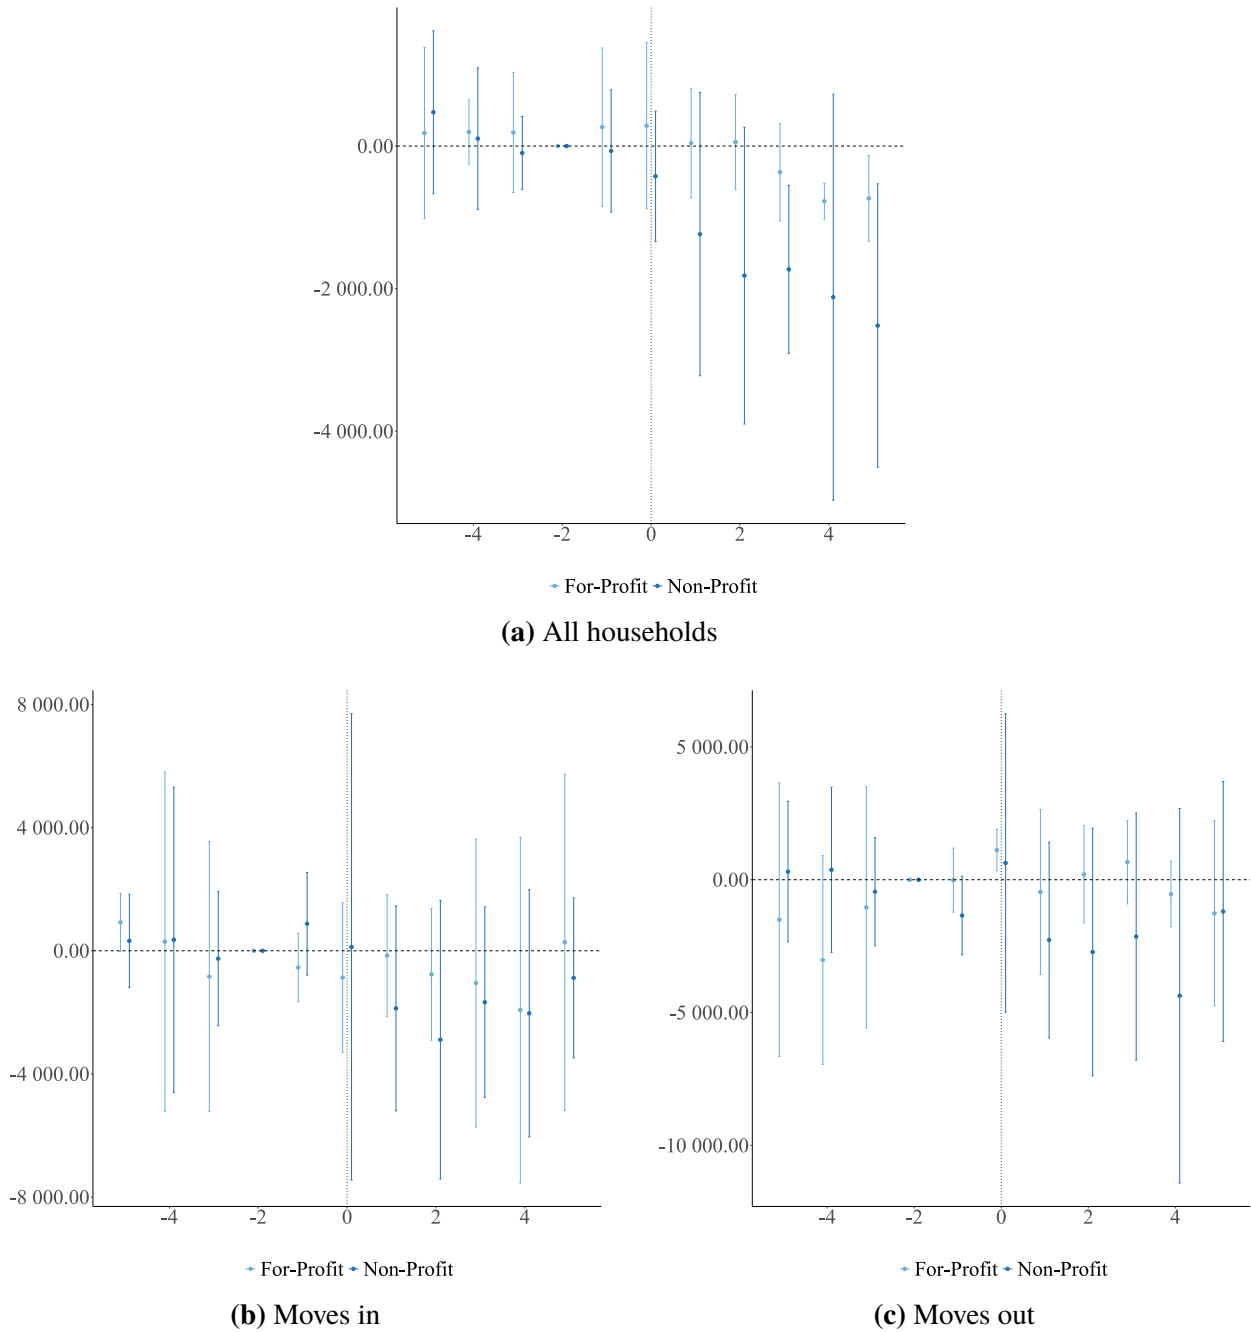 0.00
-2 000.00
-4 000.00
-4 -2 0 2 4
For-Profit Non-Profit
(a) All households
8 000.00
4 000.00
0.00
-4 000.00
-8 000.00
-4 -2 0 2 4
For-Profit Non-Profit
(b) Moves in
5 000.00
0.00
-5 000.00
-10 000.00
-4 -2 0 2 4
For-Profit Non-Profit
(c) Moves out